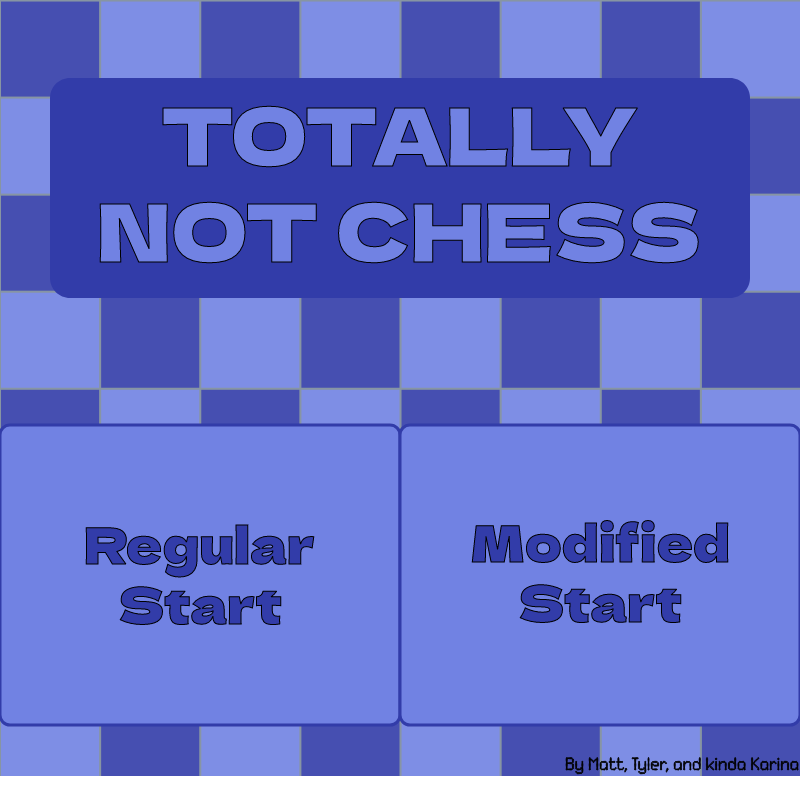 TOTALLY
NOT CHESS
Regular
Start
Modified
Start
By Matt, Tyler, and kinda Karina